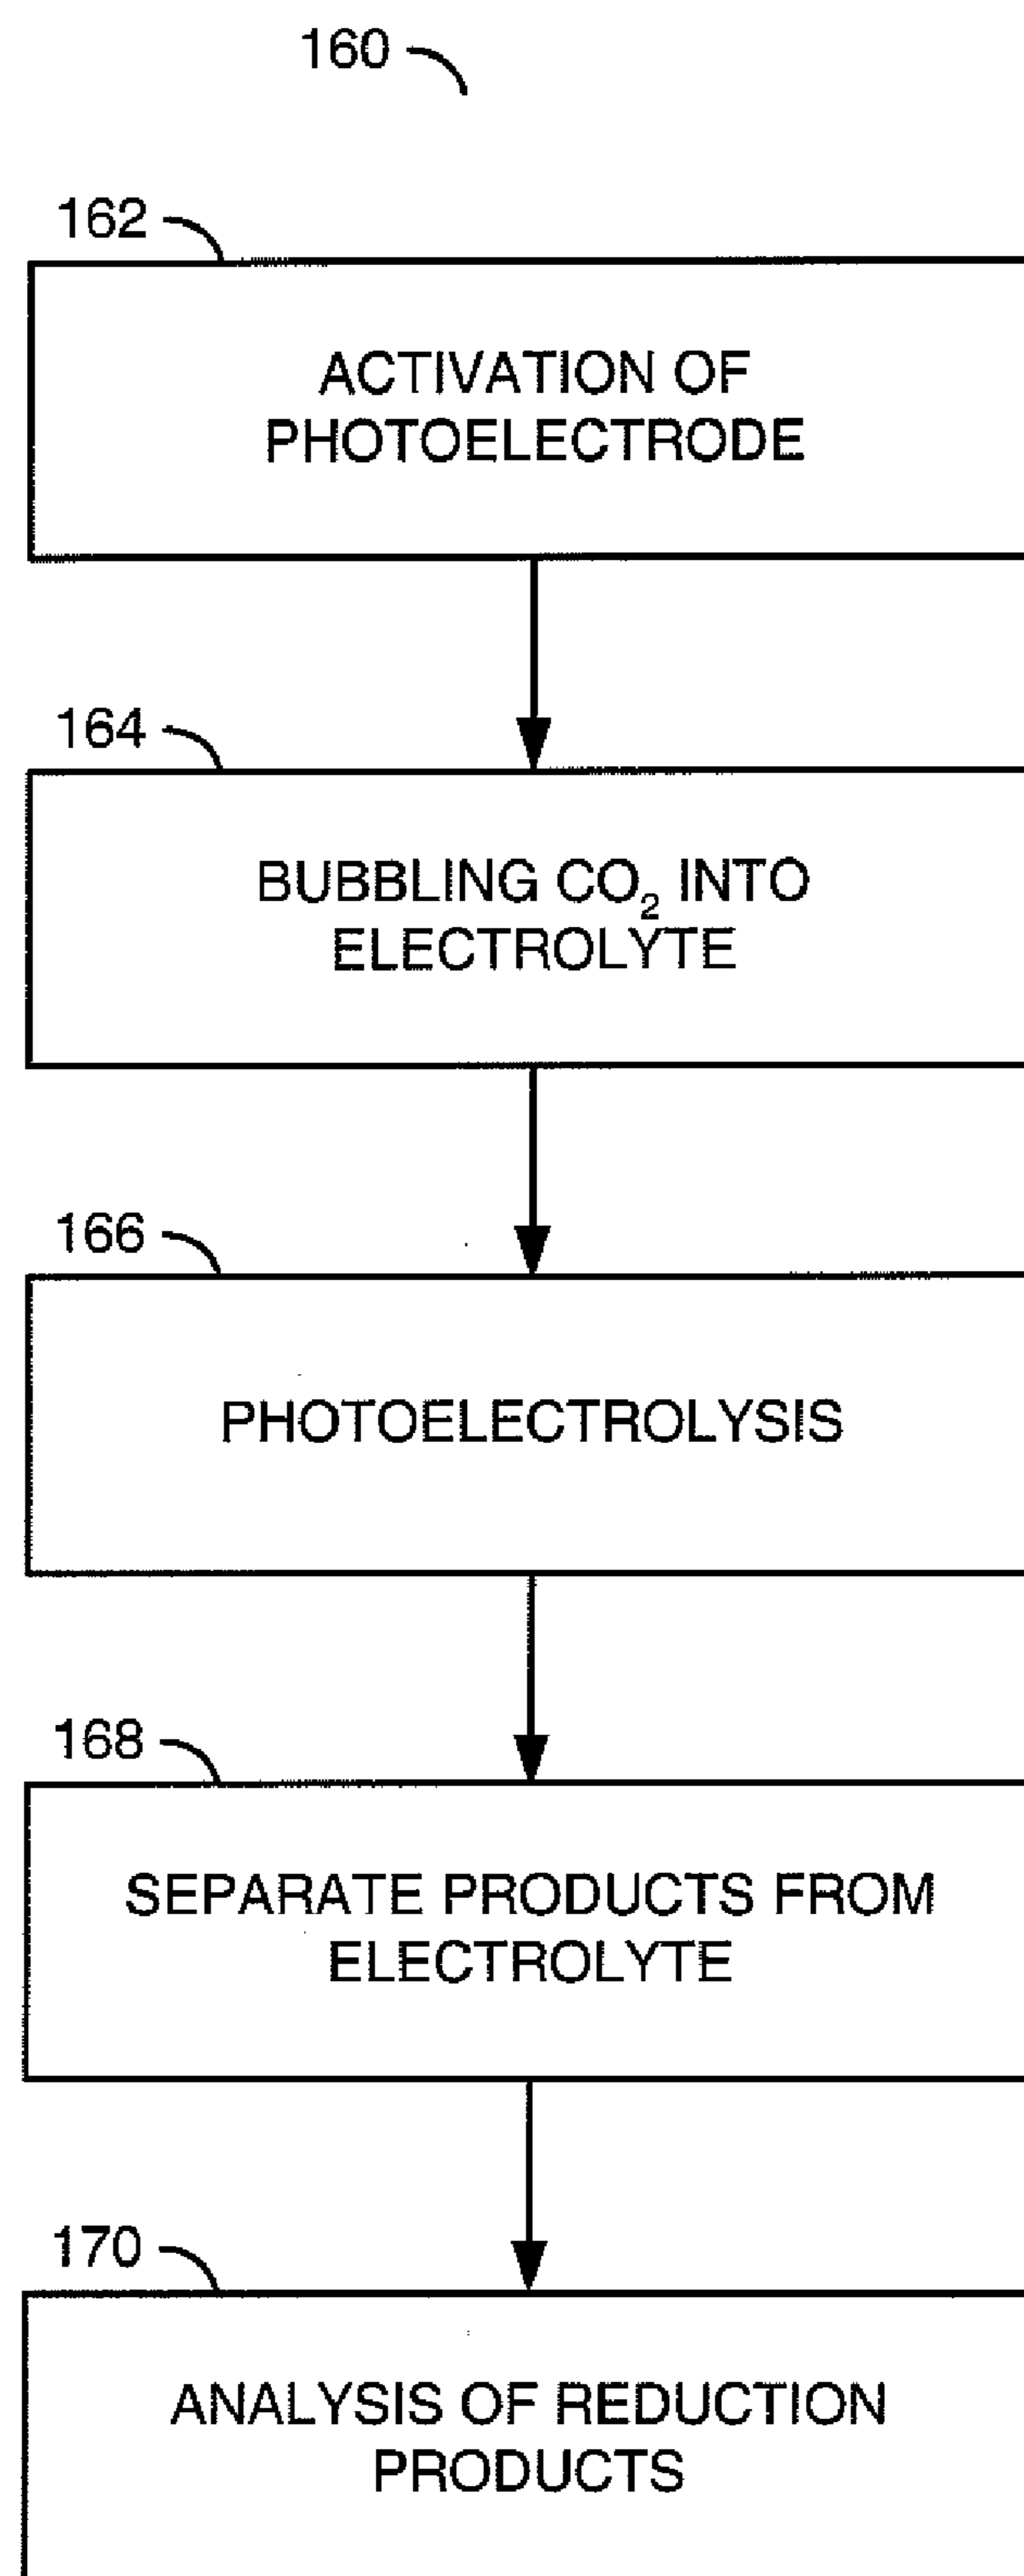 160
162
ACTIVATION OF
PHOTOELECTRODE
164
BUBBLING CO₂ INTO
ELECTROLYTE
166
PHOTOELECTROLYSIS
168
SEPARATE PRODUCTS FROM
ELECTROLYTE
170
ANALYSIS OF REDUCTION
PRODUCTS